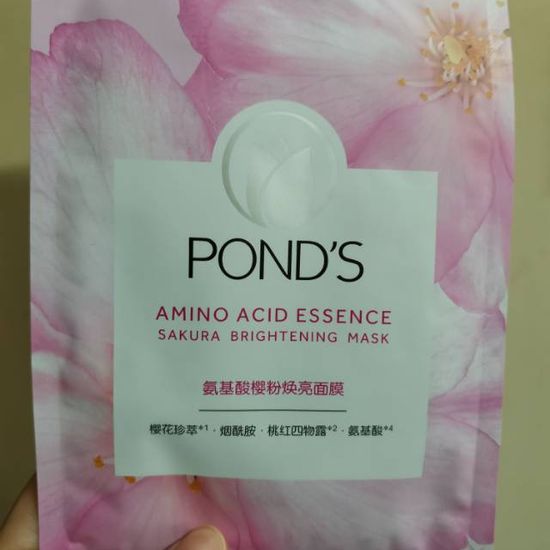 POND'S
AMINO ACID ESSENCE
SAKURA BRIGHTENING MASK
氨基酸樱粉焕亮面膜
樱花珍萃*1·烟酰胺·桃红四物露*2·氨基酸*4